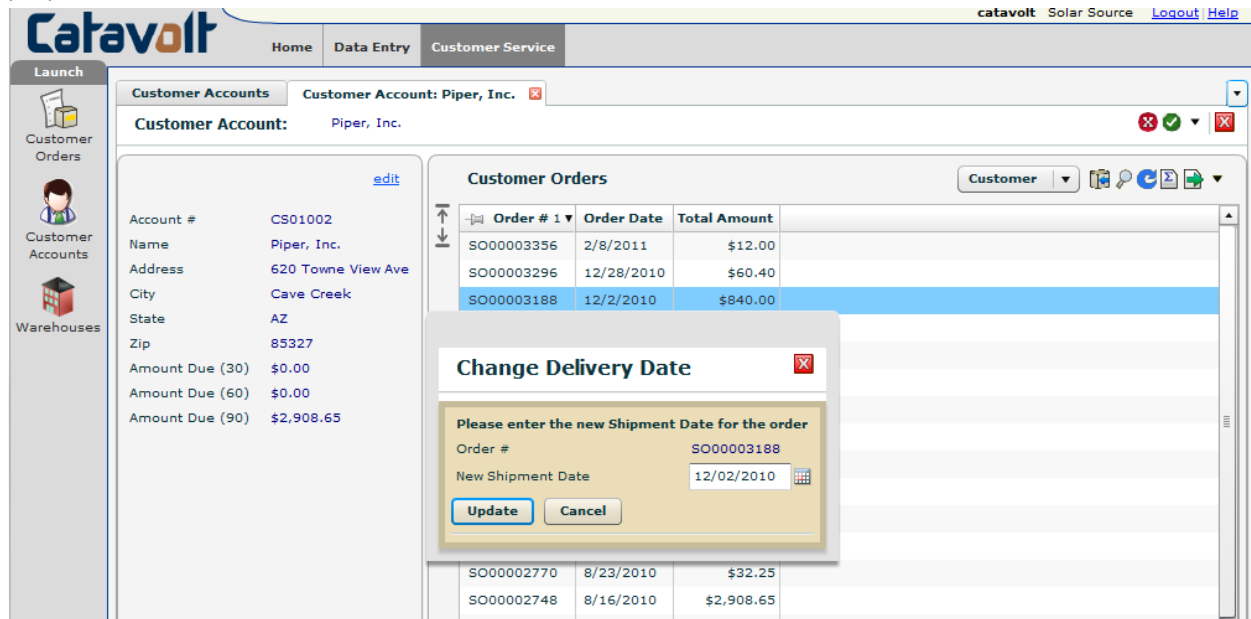 catavolt Solar Source Logout Help
Catavolt
Home Data Entry Customer Service
Launch
Customer Orders
Customer Accounts
Warehouses
Customer Accounts Customer Account: Piper, Inc.
Customer Account: Piper, Inc.
edit
Account # CS01002
Name Piper, Inc.
Address 620 Towne View Ave
City Cave Creek
State AZ
Zip 85327
Amount Due (30) $0.00
Amount Due (60) $0.00
Amount Due (90) $2,908.65
Customer Orders Customer
Order # 1 Order Date Total Amount
SO00003356 2/8/2011 $12.00
SO00003296 12/28/2010 $60.40
SO00003188 12/2/2010 $840.00
Change Delivery Date
Please enter the new Shipment Date for the order
Order # SO00003188
New Shipment Date 12/02/2010
Update Cancel
SO00002770 8/23/2010 $32.25
SO00002748 8/16/2010 $2,908.65